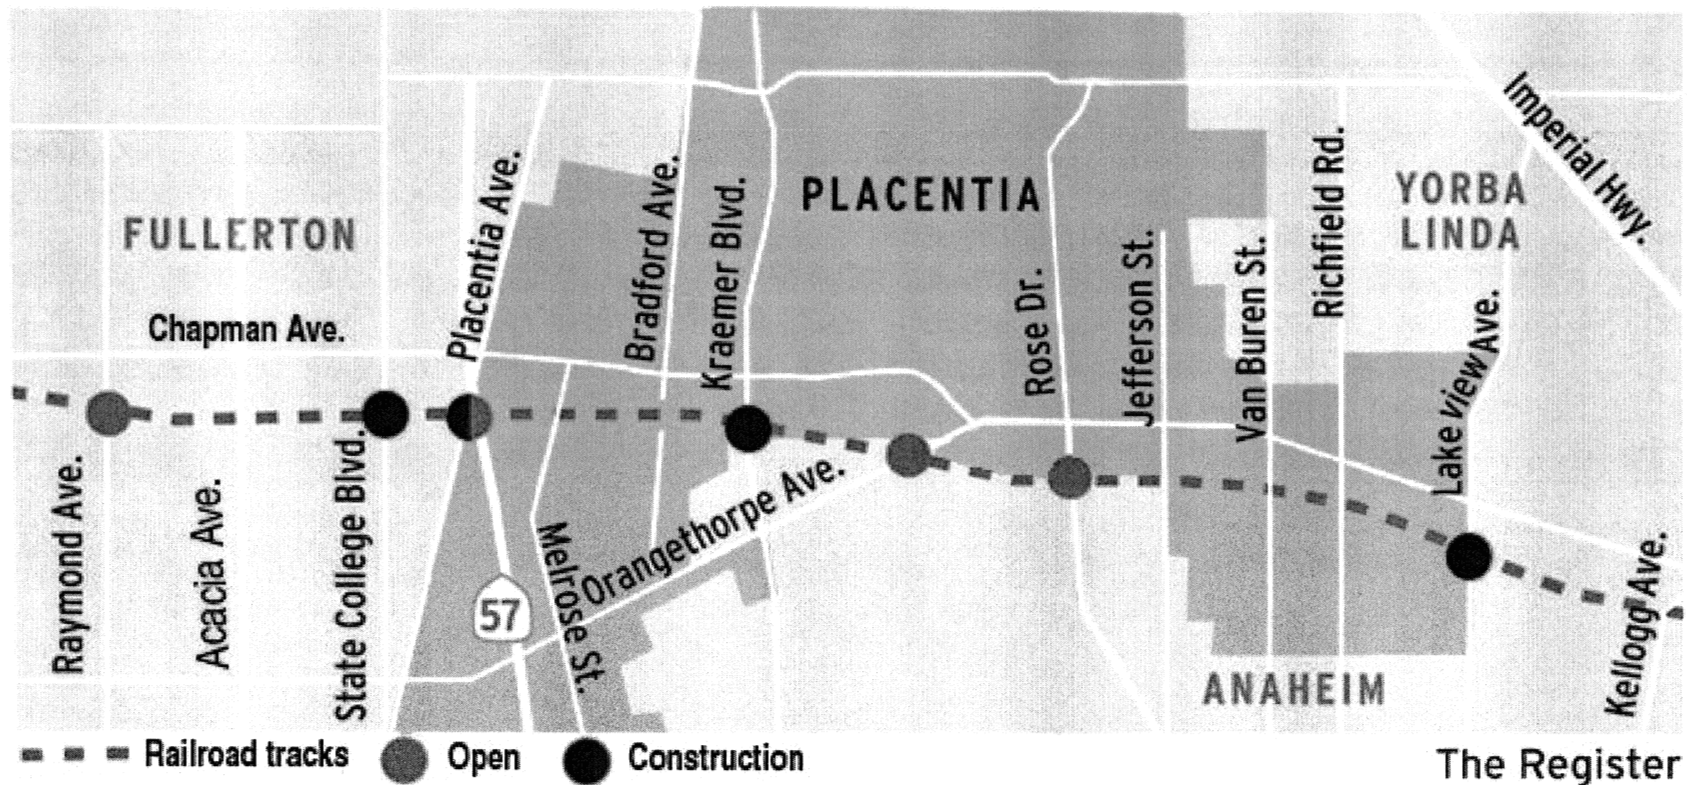 Imperial Hwy.
Placentia Ave.
Bradford Ave.
Kraemer Blvd.
PLACENTIA
Richfield Rd.
YORBA
LINDA
FULLERTON
Chapman Ave.
Rose Dr.
Jefferson St.
Van Buren St.
Lake View Ave.
Raymond Ave.
Acacia Ave.
State College Blvd.
57
Melrose St.
Orangethorpe Ave.
ANAHEIM
Kellogg Ave.
Railroad tracks
Open
Construction
The Register